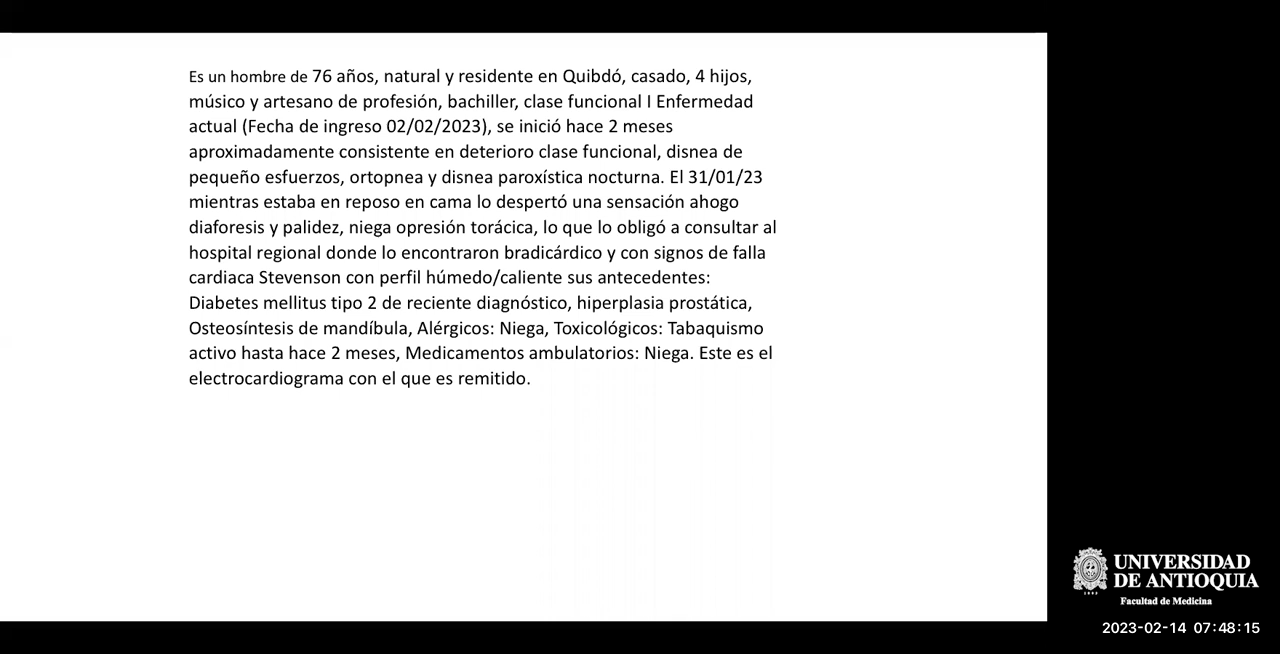 Es un hombre de 76 años, natural y residente en Quibdó, casado, 4 hijos,
músico y artesano de profesión, bachiller, clase funcional I Enfermedad
actual (Fecha de ingreso 02/02/2023), se inició hace 2 meses
aproximadamente consistente en deterioro clase funcional, disnea de
pequeño esfuerzos, ortopnea y disnea paroxística nocturna. El 31/01/23
mientras estaba en reposo en cama lo despertó una sensación ahogo
diaforesis y palidez, niega opresión torácica, lo que lo obligó a consultar al
hospital regional donde lo encontraron bradicárdico y con signos de falla
cardiaca Stevenson con perfil húmedo/caliente sus antecedentes:
Diabetes mellitus tipo 2 de reciente diagnóstico, hiperplasia prostática,
Osteosíntesis de mandíbula, Alérgicos: Niega, Toxicológicos: Tabaquismo
activo hasta hace 2 meses, Medicamentos ambulatorios: Niega. Este es el
electrocardiograma con el que es remitido.
UNIVERSIDAD
DE ANTIOQUIA
1803
Facultad de Medicina
2023-02-14 07:48:15